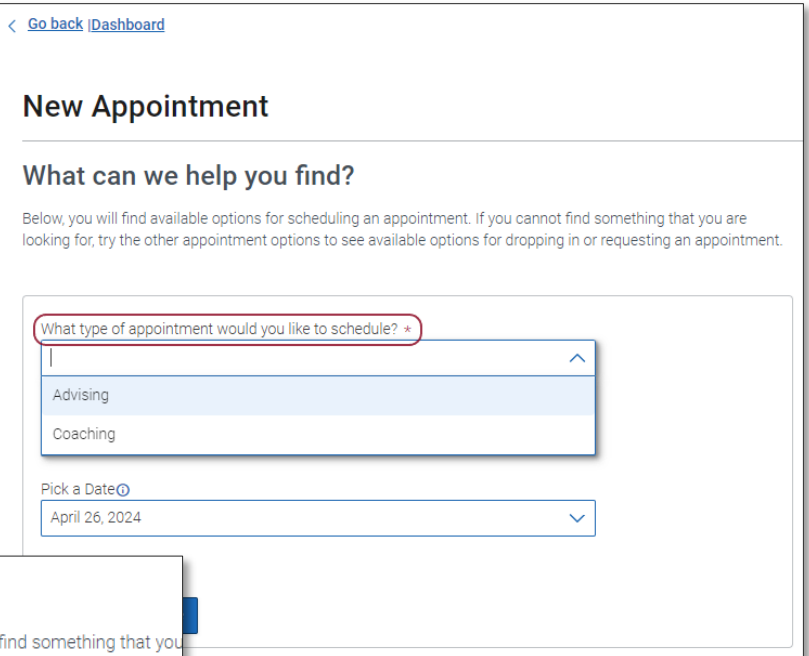 Go back |Dashboard
New Appointment
What can we help you find?
Below, you will find available options for scheduling an appointment. If you cannot find something that you are
looking for, try the other appointment options to see available options for dropping in or requesting an appointment.
What type of appointment would you like to schedule? *
Advising
Coaching
Pick a Date
April 26, 2024
find something that you